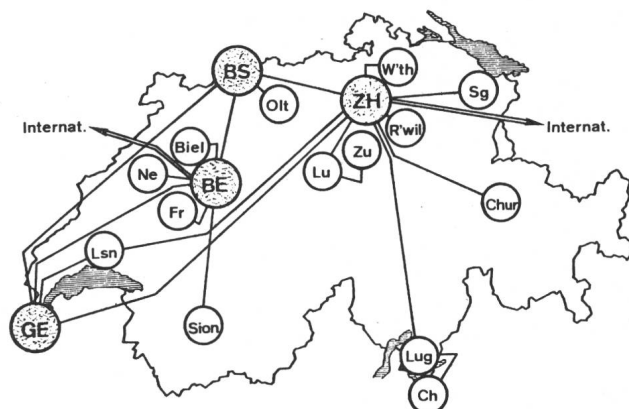 BS
W'th
ZH
Sg
Olt
Internat.
Internat.
R'wil
Biel
Zu
Ne
BE
Lu
Chur
Fr
Lsn
GE
Sion
Lug
Ch